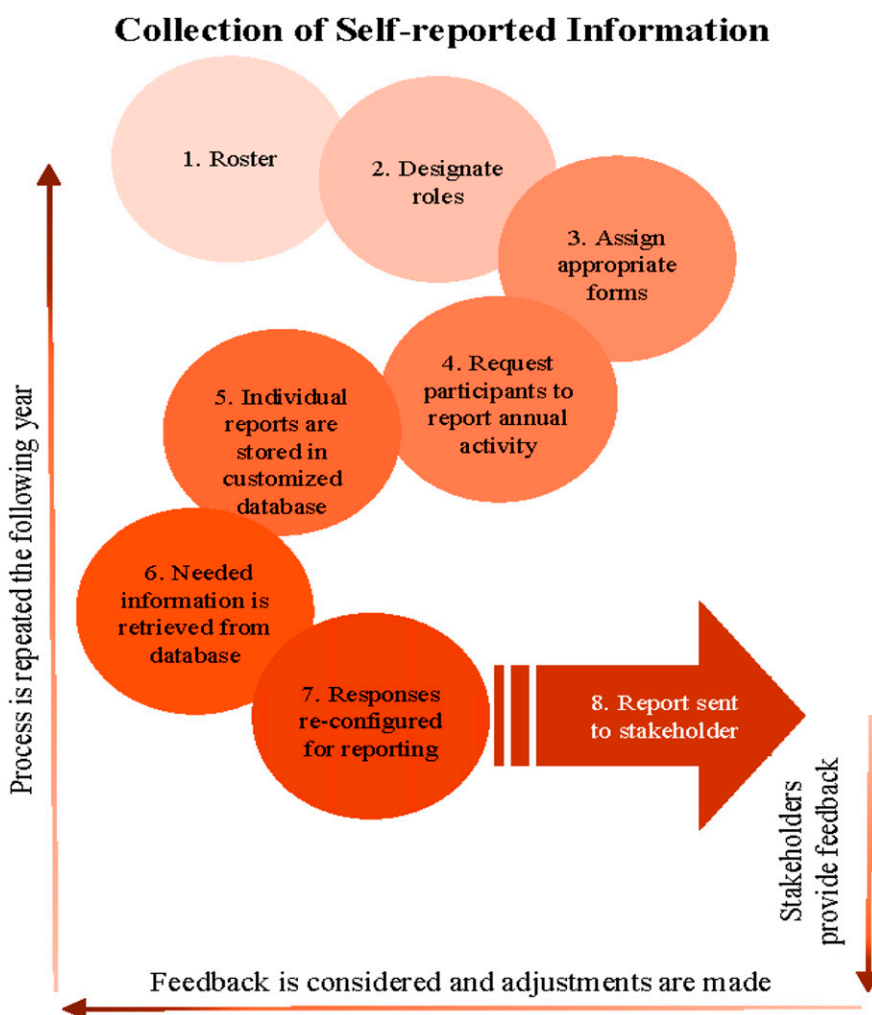 Collection of Self-reported Information
1. Roster
2. Designate
roles
3. Assign
appropriate
forms
4. Request
participants to
report annual
activity
5. Individual
reports are
stored in
customized
database
6. Needed
information is
retrieved from
database
7. Responses
re-configured
for reporting
8. Report sent
to stakeholder
Stakeholders
provide feedback
Feedback is considered and adjustments are made
Process is repeated the following year